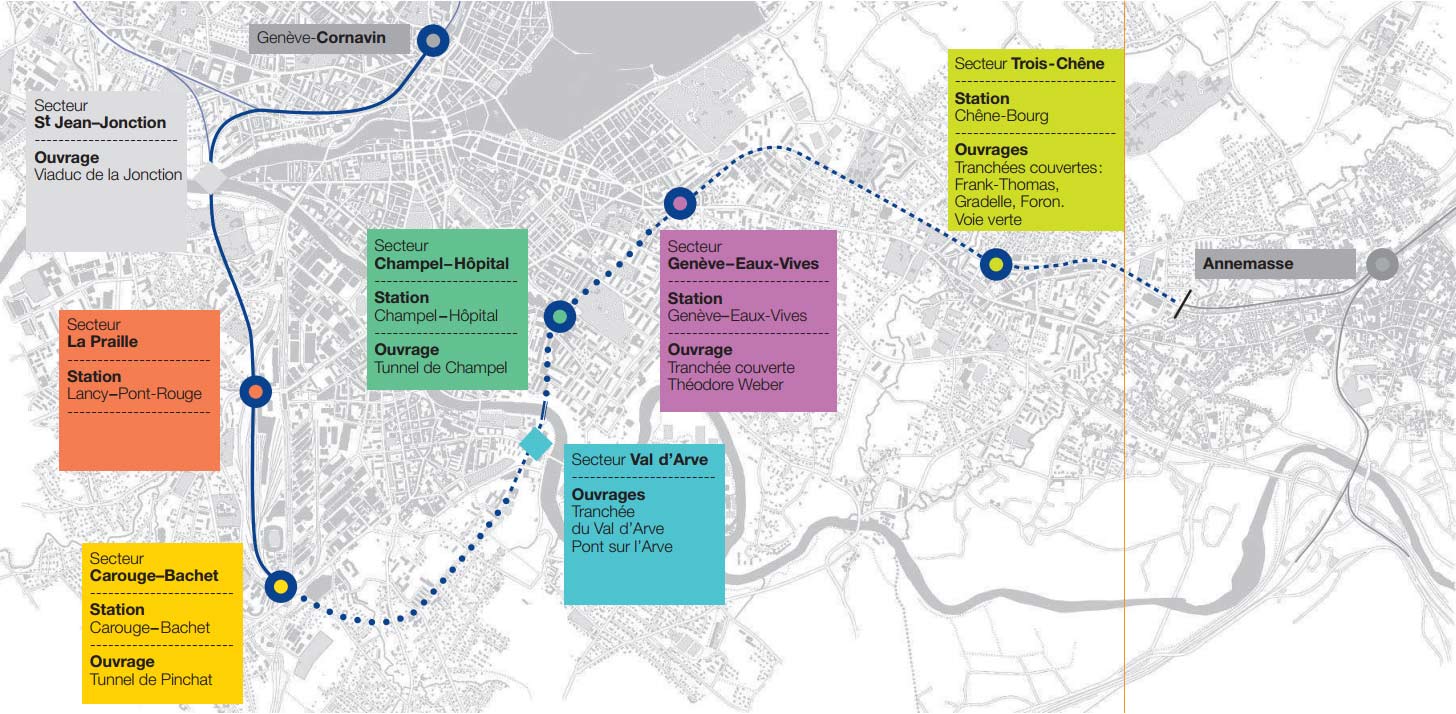 Genève-Cornavin
Secteur
St Jean–Jonction
Ouvrage
Viaduc de la Jonction
Secteur
La Praille
Station
Lancy–Pont-Rouge
Secteur
Carouge–Bachet
Station
Carouge–Bachet
Ouvrage
Tunnel de Pinchat
Secteur
Champel–Hôpital
Station
Champel–Hôpital
Ouvrage
Tunnel de Champel
Secteur Val d'Arve
Ouvrages
Tranchée
du Val d'Arve
Pont sur l'Arve
Secteur
Genève–Eaux-Vives
Station
Genève–Eaux-Vives
Ouvrage
Tranchée couverte
Théodore Weber
Secteur Trois-Chêne
Station
Chêne-Bourg
Ouvrages
Tranchées couvertes:
Frank-Thomas,
Gradelle, Foron.
Voie verte
Annemasse